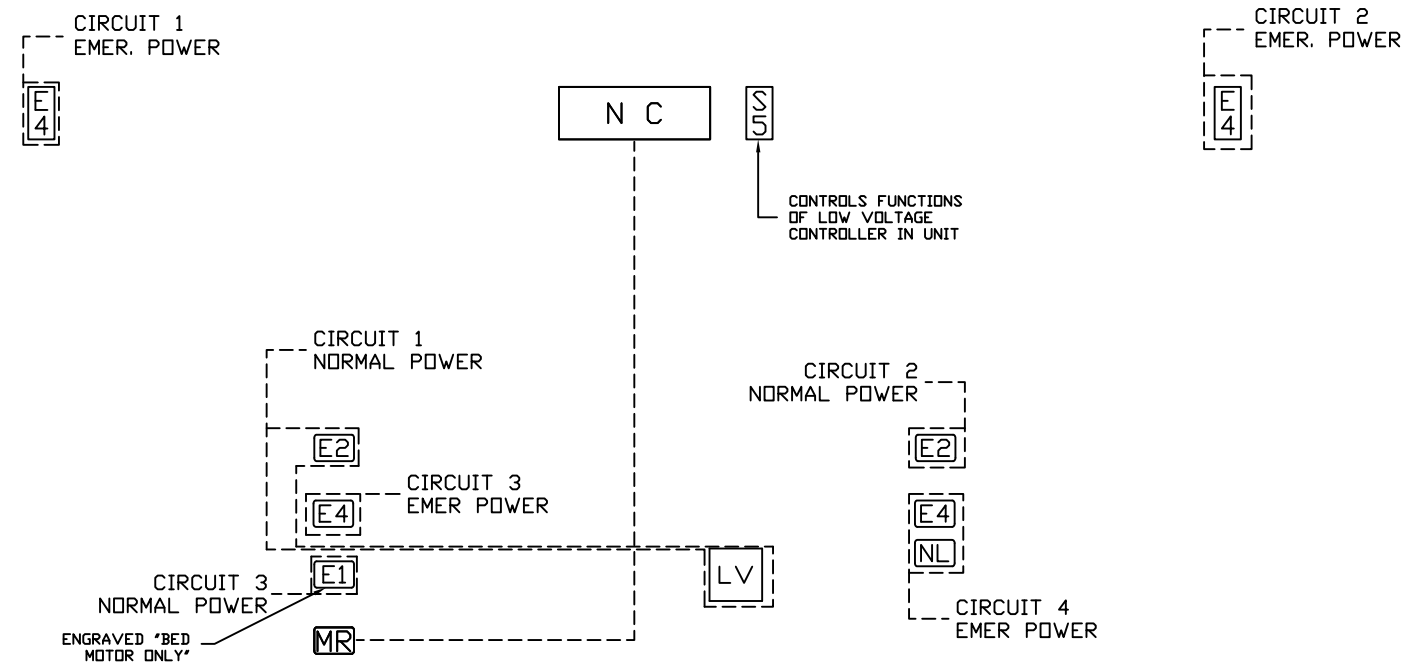 CIRCUIT 1
EMER. POWER
CIRCUIT 2
EMER. POWER
E
4
N C
S
5
E
4
CONTROLS FUNCTIONS
OF LOW VOLTAGE
CONTROLLER IN UNIT
CIRCUIT 1
NORMAL POWER
CIRCUIT 2
NORMAL POWER
E2
E2
CIRCUIT 3
EMER POWER
E4
E4
NL
E1
LV
CIRCUIT 3
NORMAL POWER
CIRCUIT 4
EMER POWER
ENGRAVED "BED
MOTOR ONLY"
MR